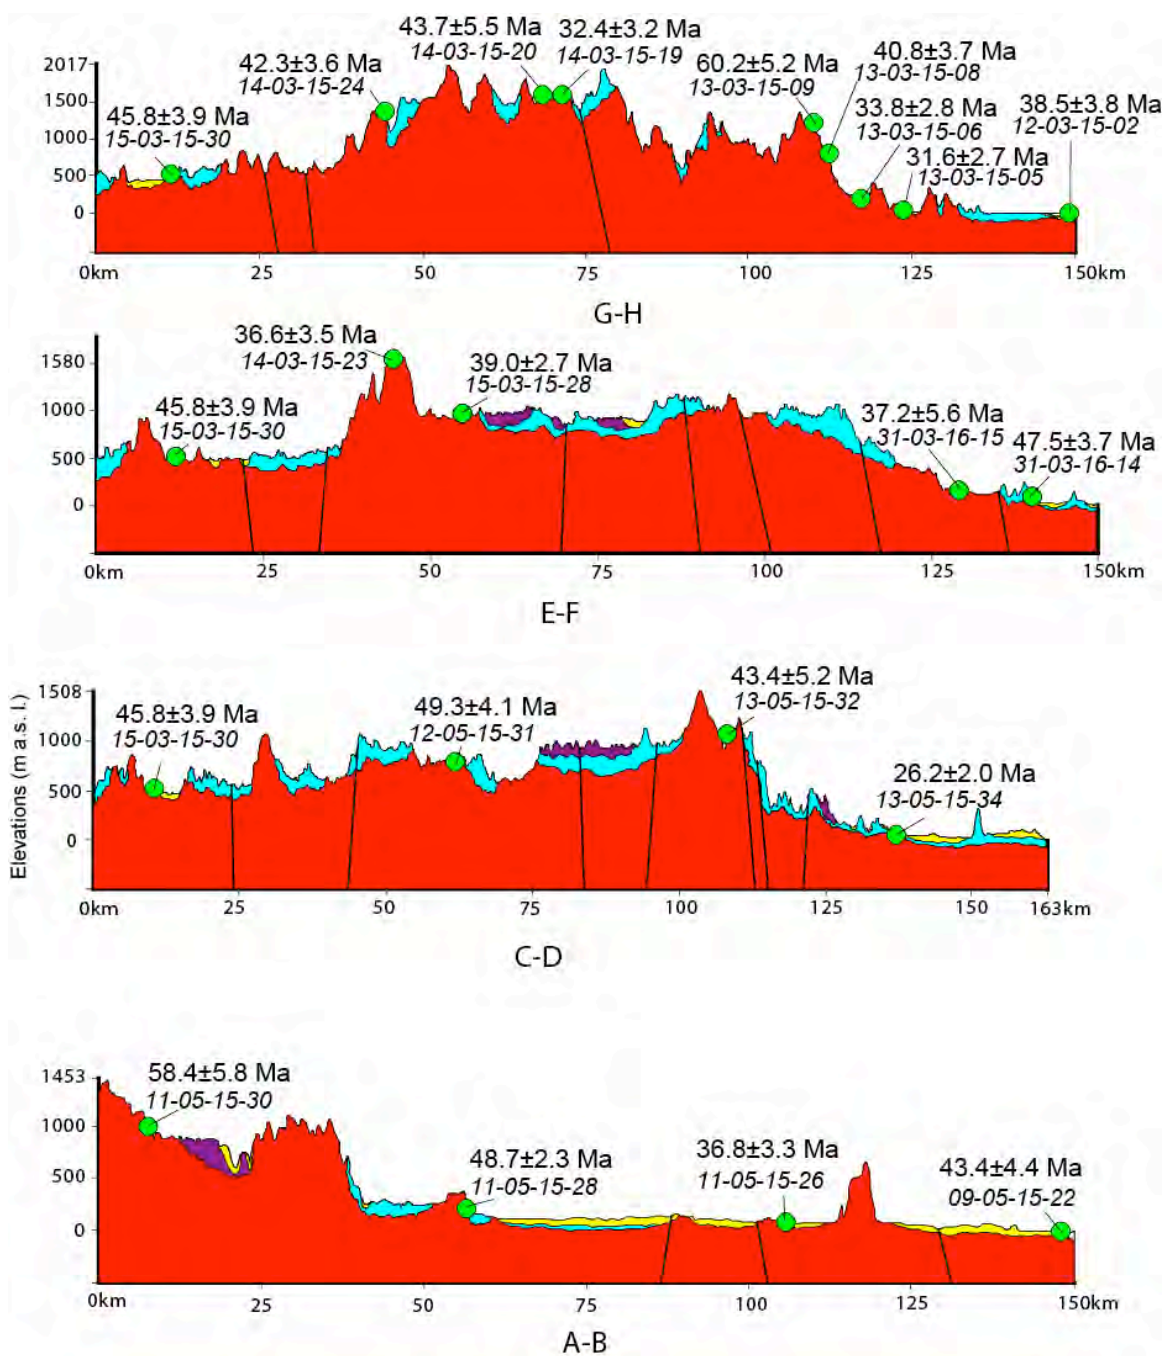 43.7±5.5 Ma
14-03-15-20
32.4±3.2 Ma
14-03-15-19
2017
42.3±3.6 Ma
14-03-15-24
60.2±5.2 Ma
13-03-15-09
40.8±3.7 Ma
13-03-15-08
1500
45.8±3.9 Ma
15-03-15-30
33.8±2.8 Ma
13-03-15-06
38.5±3.8 Ma
12-03-15-02
1000
31.6±2.7 Ma
13-03-15-05
500
0
0km 25 50 75 100 125 150km
G-H
36.6±3.5 Ma
14-03-15-23
1580
39.0±2.7 Ma
15-03-15-28
1000
45.8±3.9 Ma
15-03-15-30
37.2±5.6 Ma
31-03-16-15
47.5±3.7 Ma
31-03-16-14
500
0
0km 25 50 75 100 125 150km
E-F
Elevations (m a.s. l.)
1508
43.4±5.2 Ma
13-05-15-32
45.8±3.9 Ma
15-03-15-30
49.3±4.1 Ma
12-05-15-31
1000
26.2±2.0 Ma
13-05-15-34
500
0
0km 25 50 75 100 125 150 163km
C-D
1453
58.4±5.8 Ma
11-05-15-30
1000
48.7±2.3 Ma
11-05-15-28
36.8±3.3 Ma
11-05-15-26
43.4±4.4 Ma
09-05-15-22
500
0
0km 25 50 75 100 125 150km
A-B